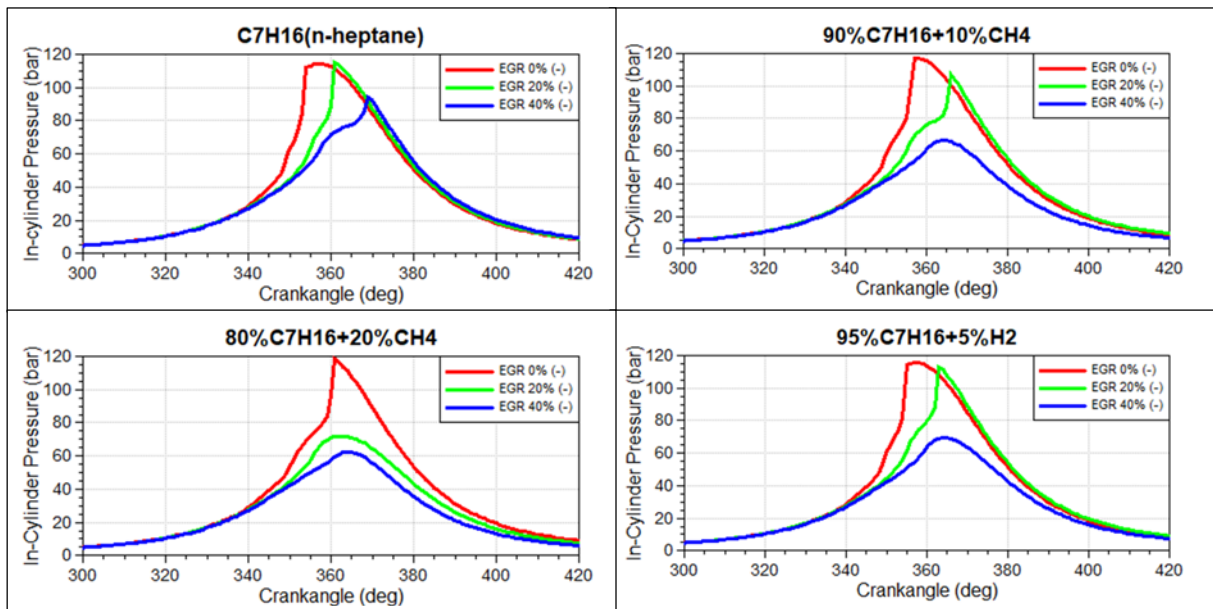 C7H16(n-heptane)
In-cylinder Pressure (bar)
120
100
80
60
40
20
0
EGR 0% (-)
EGR 20% (-)
EGR 40% (-)
300
320
340
360
380
400
420
Crankangle (deg)
90%C7H16+10%CH4
In-Cylinder Pressure (bar)
120
100
80
60
40
20
0
EGR 0% (-)
EGR 20% (-)
EGR 40% (-)
300
320
340
360
380
400
420
Crankangle (deg)
80%C7H16+20%CH4
In-Cylinder Pressure (bar)
120
100
80
60
40
20
0
EGR 0% (-)
EGR 20% (-)
EGR 40% (-)
300
320
340
360
380
400
420
Crankangle (deg)
95%C7H16+5%H2
In-Cylinder Pressure (bar)
120
100
80
60
40
20
0
EGR 0% (-)
EGR 20% (-)
EGR 40% (-)
300
320
340
360
380
400
420
Crankangle (deg)